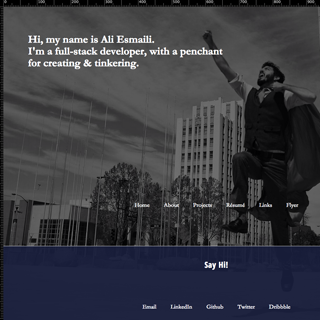 Hi, my name is Ali Esmaili.
I'm a full-stack developer, with a penchant
for creating & tinkering.
Home About Projects Résumé Links Flyer
Say Hi!
Email LinkedIn Github Twitter Dribbble